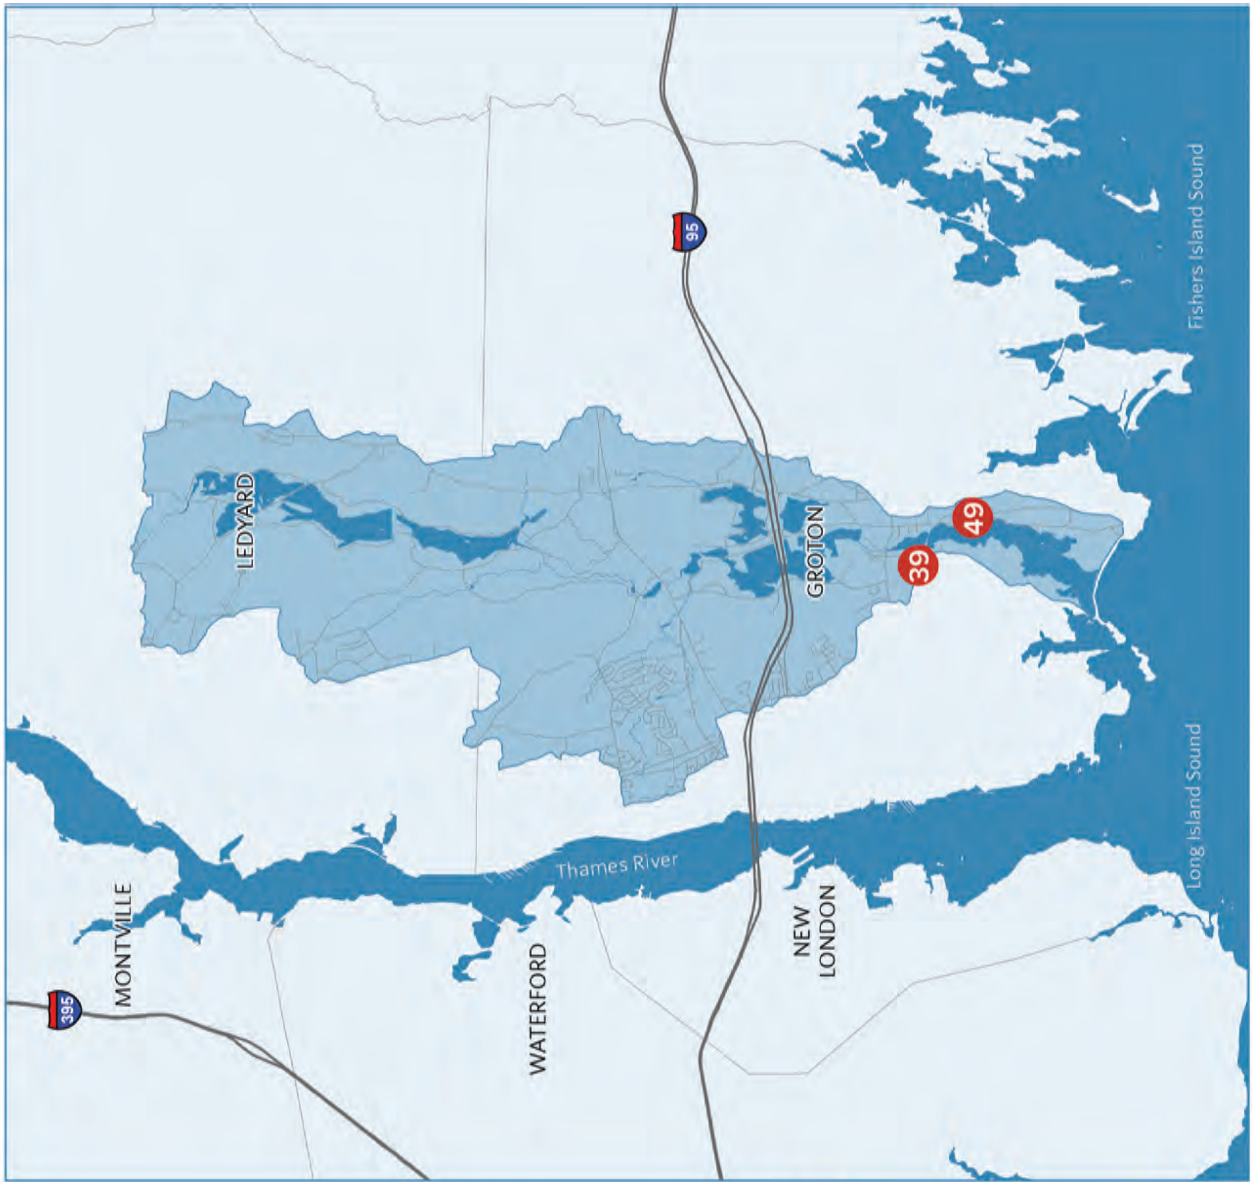 395
MONTVILLE
WATERFORD
NEW
LONDON
Thames River
Long Island Sound
LEDYARD
GROTON
39
49
95
Fishers Island Sound